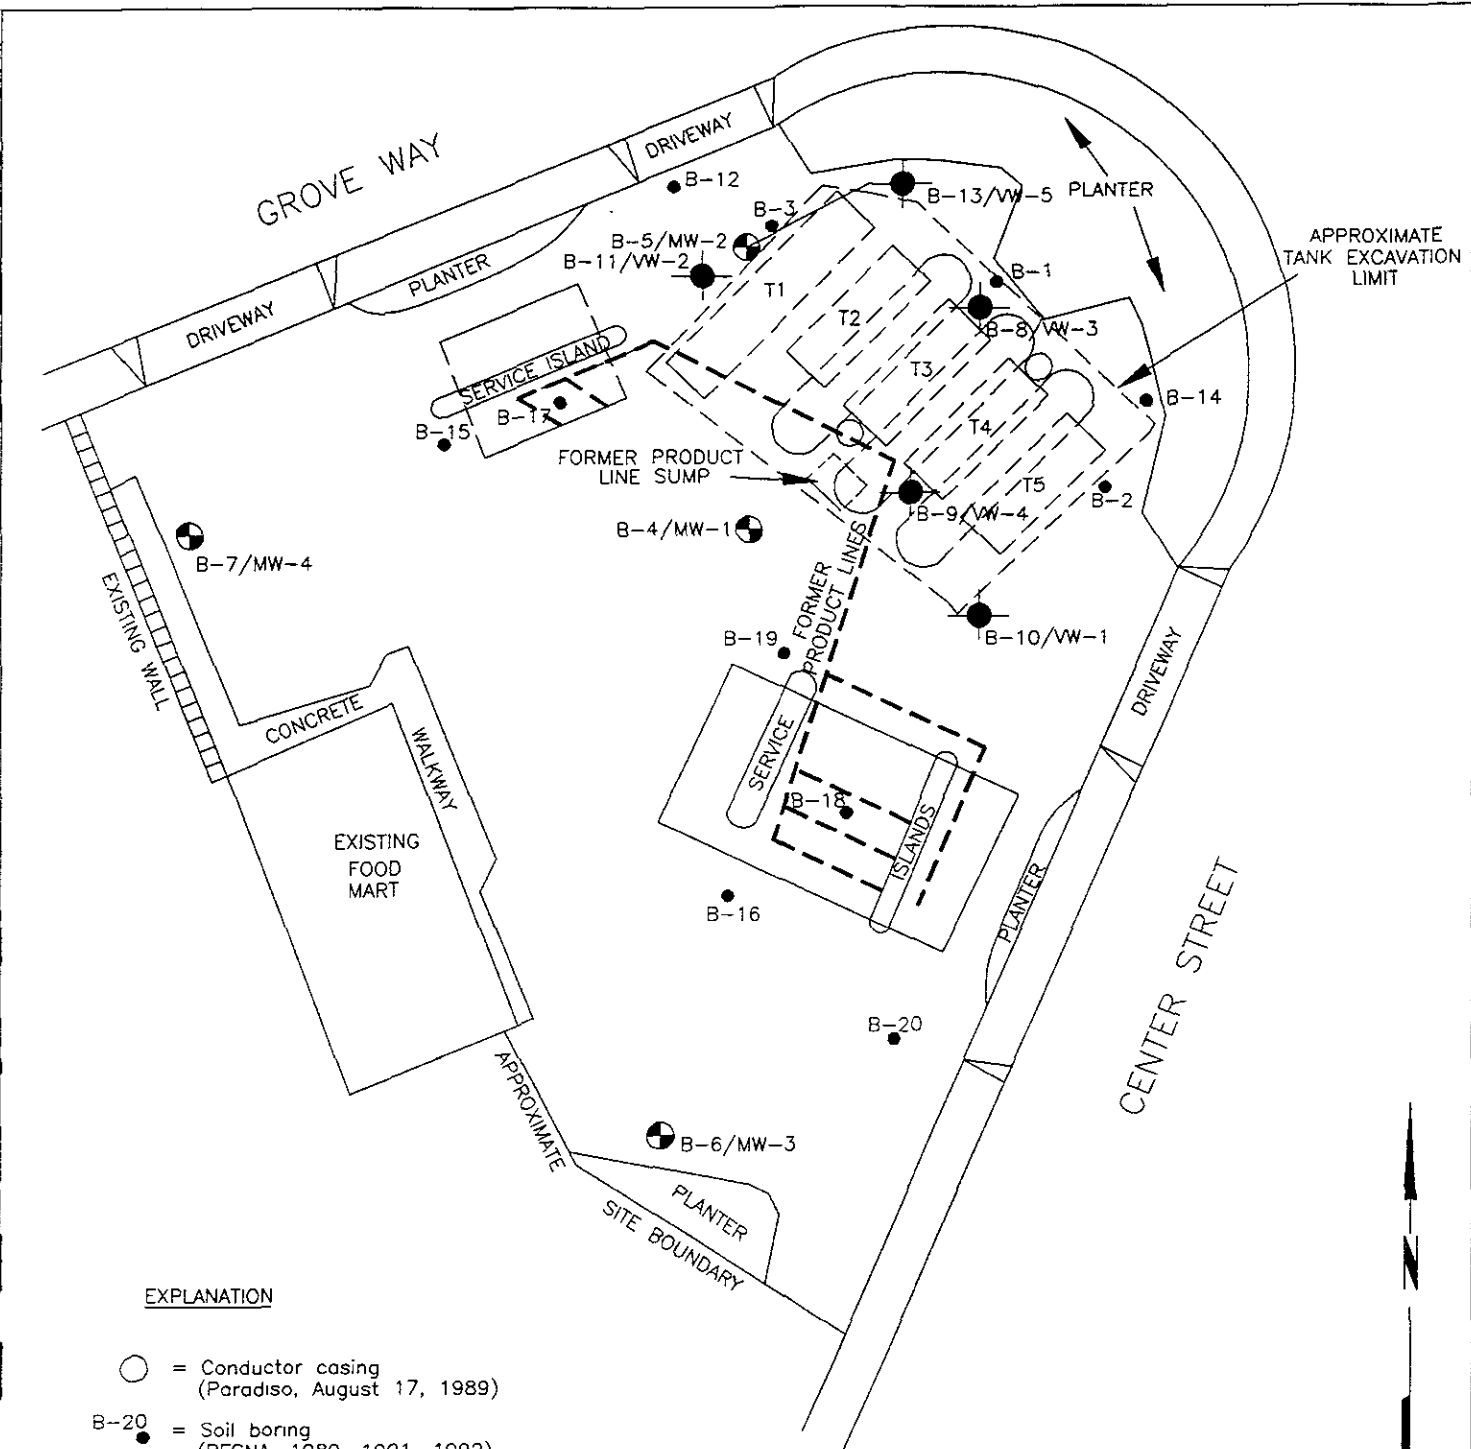 GROVE WAY
DRIVEWAY
B-12
B-3
B-13/VW-5
PLANTER
B-5/MW-2
B-11/VW-2
PLANTER
APPROXIMATE
TANK EXCAVATION
LIMIT
B-1
T1
DRIVEWAY
T2
B-8/VW-3
SERVICE ISLAND
T3
B-14
B-17
B-15
T4
FORMER PRODUCT
LINE SUMP
T5
B-2
B-9/VW-4
B-4/MW-1
B-7/MW-4
EXISTING WALL
FORMER
PRODUCT LINES
B-19
B-10/VW-1
DRIVEWAY
CONCRETE
WALKWAY
SERVICE
B-18
ISLANDS
EXISTING
FOOD
MART
B-16
PLANTER
CENTER STREET
B-20
APPROXIMATE
B-6/MW-3
PLANTER
SITE BOUNDARY
N
EXPLANATION
= Conductor casing
(Paradiso, August 17, 1989)
B-20
= Soil boring